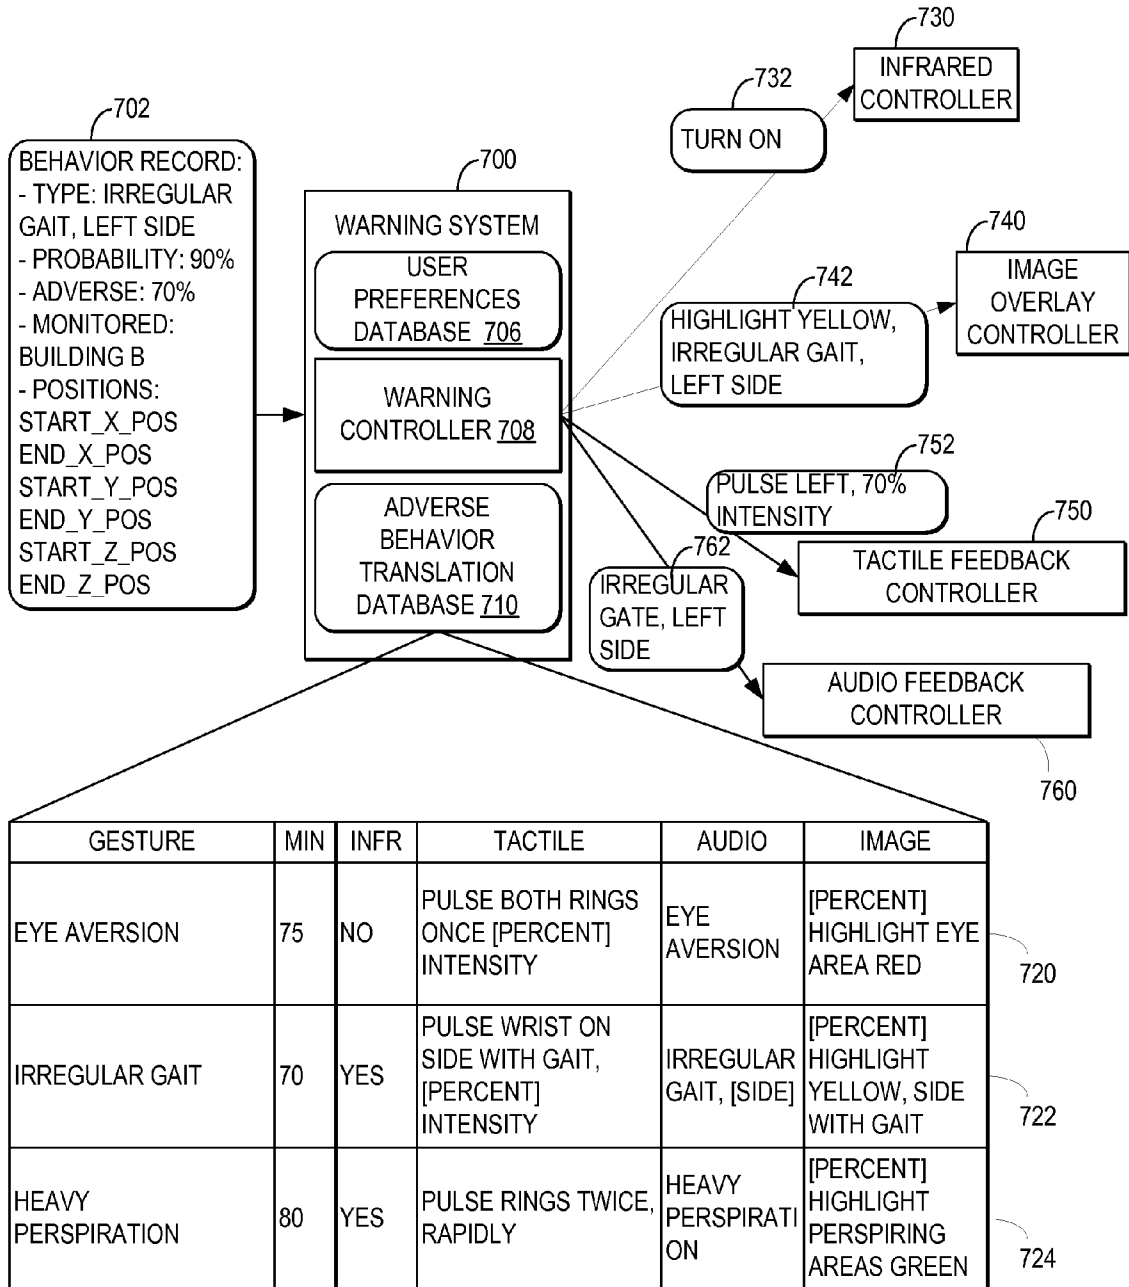 702
BEHAVIOR RECORD:
- TYPE: IRREGULAR
GAIT, LEFT SIDE
- PROBABILITY: 90%
- ADVERSE: 70%
- MONITORED:
BUILDING B
- POSITIONS:
START_X_POS
END_X_POS
START_Y_POS
END_Y_POS
START_Z_POS
END_Z_POS
700
WARNING SYSTEM
USER
PREFERENCES
DATABASE 706
WARNING
CONTROLLER 708
ADVERSE
BEHAVIOR
TRANSLATION
DATABASE 710
730
INFRARED
CONTROLLER
732
TURN ON
740
IMAGE
OVERLAY
CONTROLLER
742
HIGHLIGHT YELLOW,
IRREGULAR GAIT,
LEFT SIDE
752
PULSE LEFT, 70%
INTENSITY
750
TACTILE FEEDBACK
CONTROLLER
762
IRREGULAR
GATE, LEFT
SIDE
AUDIO FEEDBACK
CONTROLLER
760
GESTURE
MIN
INFR
TACTILE
AUDIO
IMAGE
EYE AVERSION
75
NO
PULSE BOTH RINGS
ONCE [PERCENT]
INTENSITY
EYE
AVERSION
[PERCENT]
HIGHLIGHT EYE
AREA RED
720
IRREGULAR GAIT
70
YES
PULSE WRIST ON
SIDE WITH GAIT,
[PERCENT]
INTENSITY
IRREGULAR
GAIT, [SIDE]
[PERCENT]
HIGHLIGHT
YELLOW, SIDE
WITH GAIT
722
HEAVY
PERSPIRATION
80
YES
PULSE RINGS TWICE,
RAPIDLY
HEAVY
PERSPIRATI
ON
[PERCENT]
HIGHLIGHT
PERSPIRING
AREAS GREEN
724